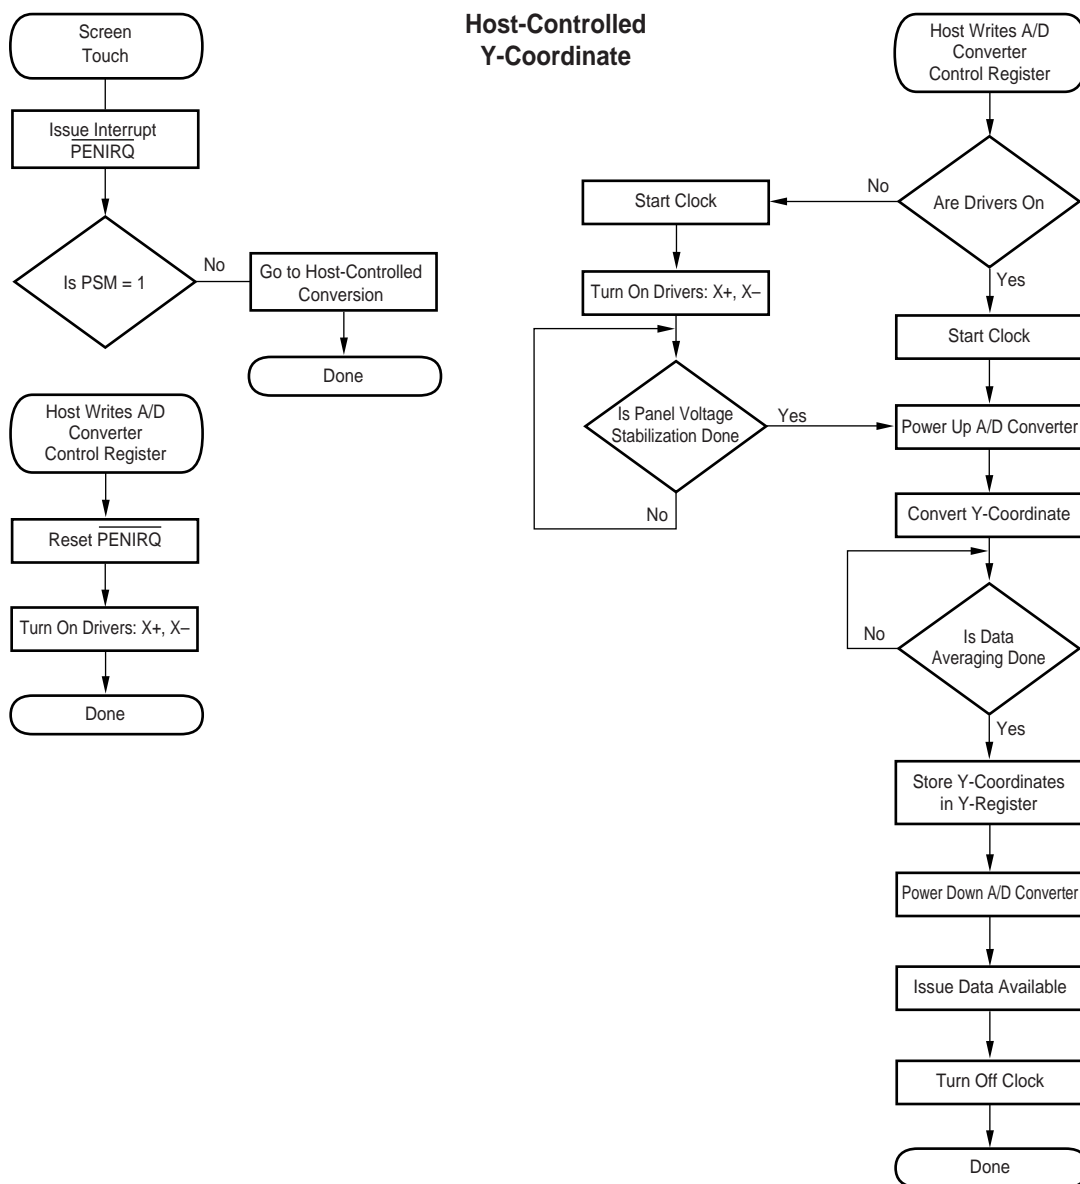 Host-Controlled
Y-Coordinate
Screen
Touch
Issue Interrupt
PENIRQ
Is PSM = 1
No
Go to Host-Controlled
Conversion
Done
Host Writes A/D
Converter
Control Register
Reset PENIRQ
Turn On Drivers: X+, X–
Done
Host Writes A/D
Converter
Control Register
Are Drivers On
No
Start Clock
Turn On Drivers: X+, X–
Is Panel Voltage
Stabilization Done
Yes
No
Yes
Start Clock
Power Up A/D Converter
Convert Y-Coordinate
No
Is Data
Averaging Done
Yes
Store Y-Coordinates
in Y-Register
Power Down A/D Converter
Issue Data Available
Turn Off Clock
Done